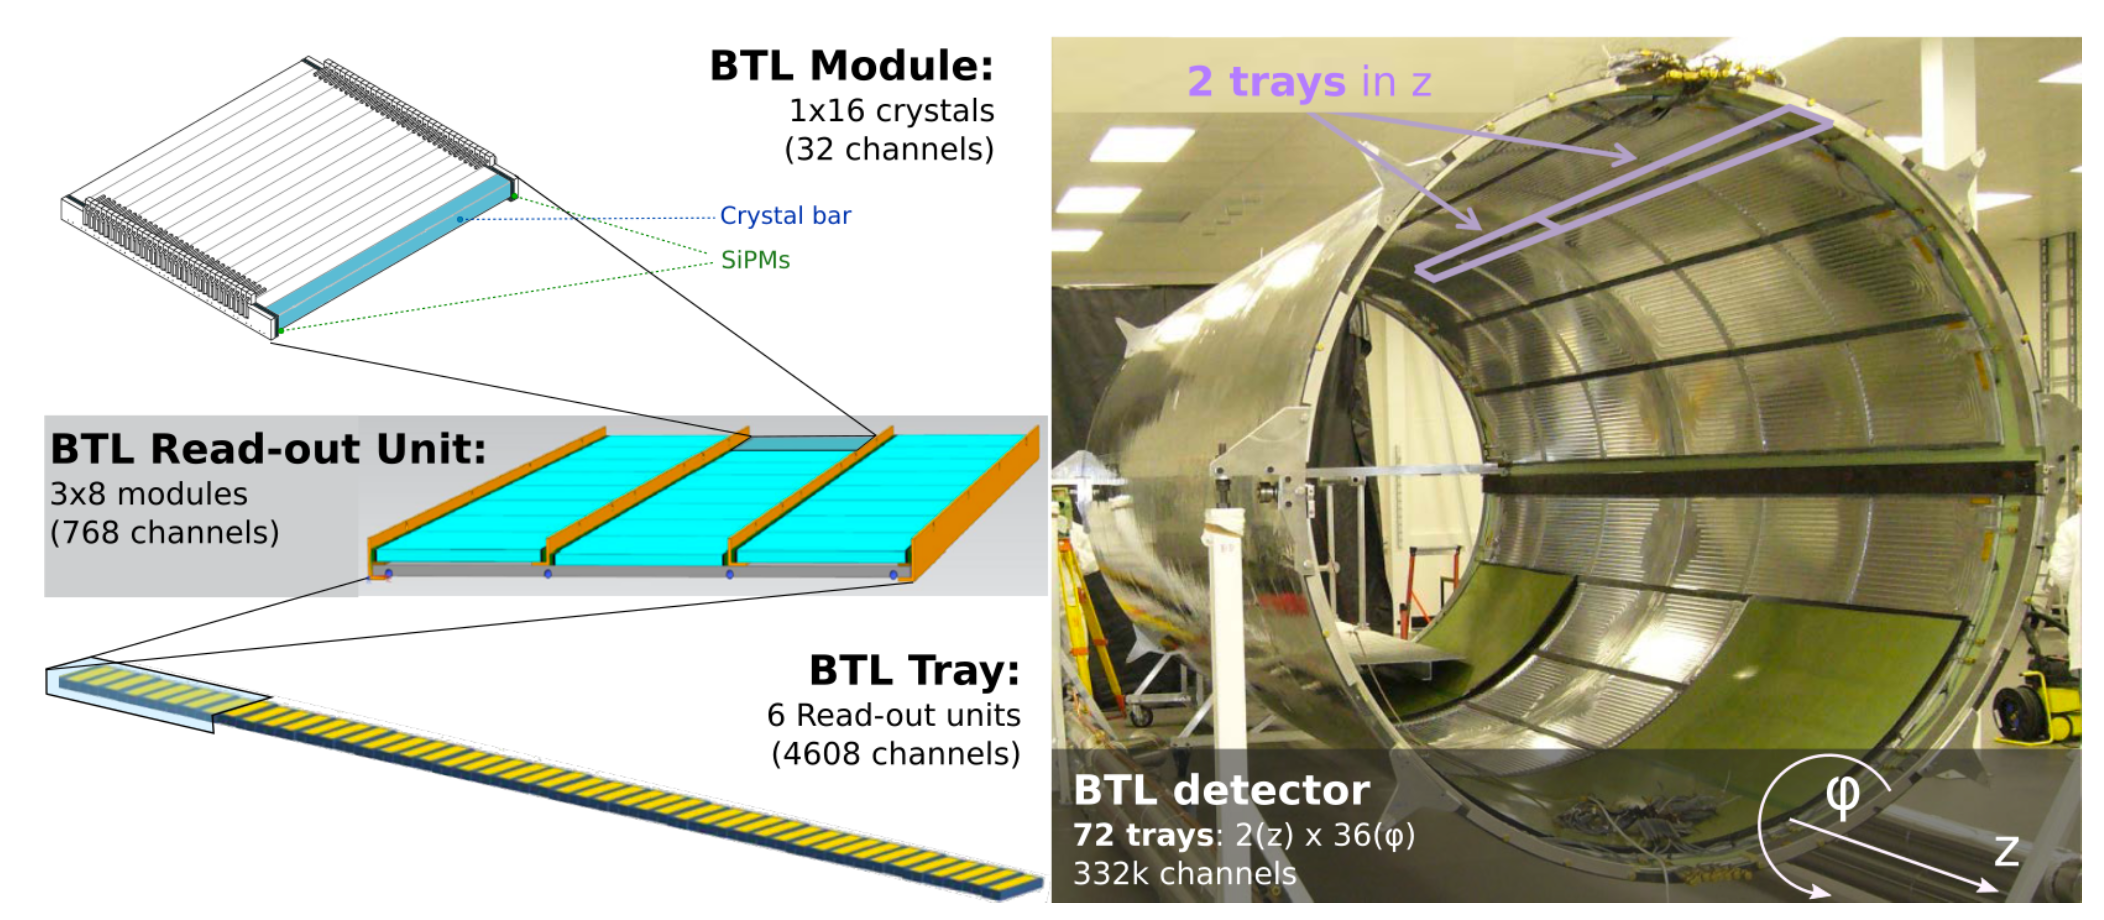 BTL Module:
1x16 crystals
(32 channels)
Crystal bar
SiPMs
BTL Read-out Unit:
3x8 modules
(768 channels)
BTL Tray:
6 Read-out units
(4608 channels)
2 trays in z
BTL detector
72 trays: 2(z) x 36(φ)
332k channels
φ
z